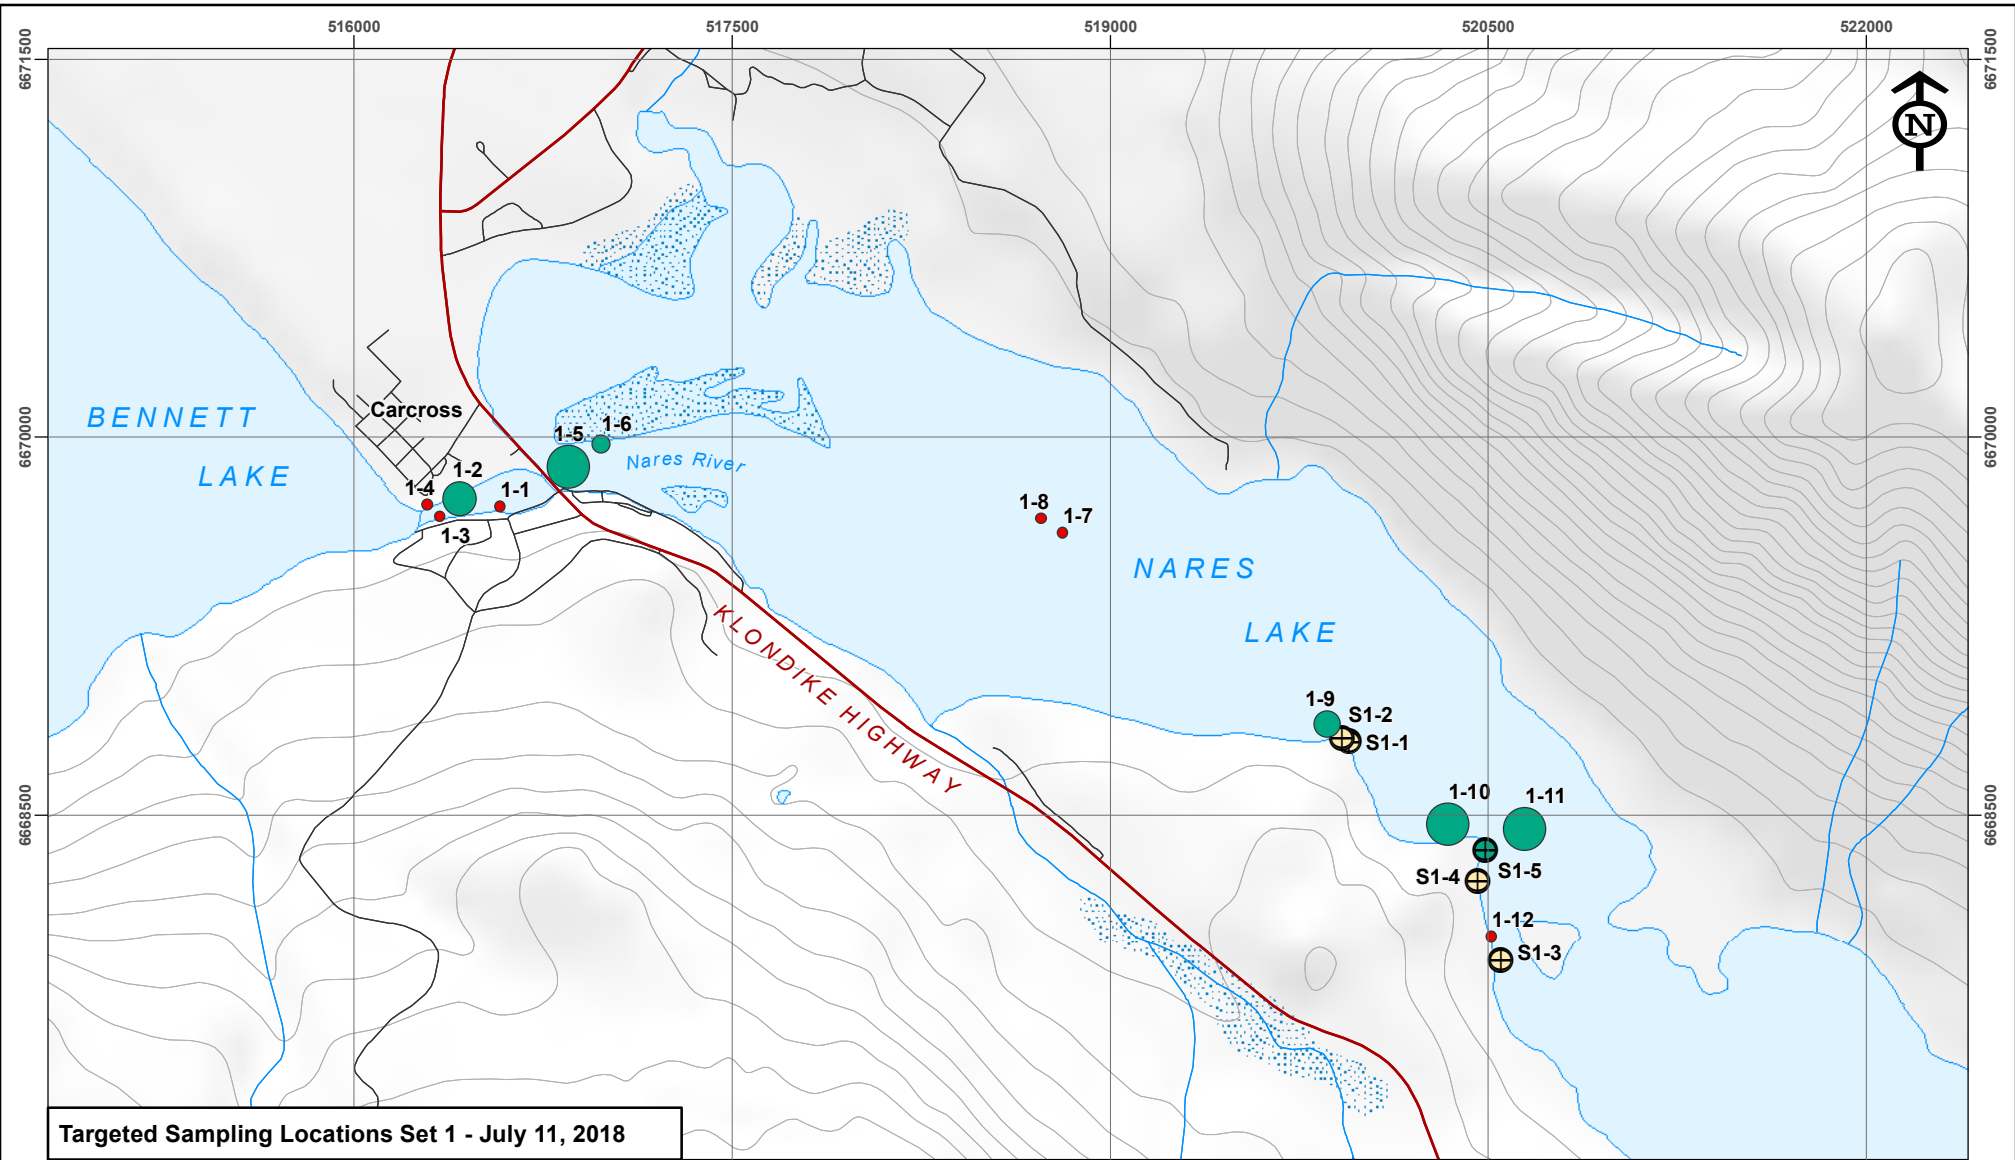 516000 517500 519000 520500 522000
6671500 6671500
N
BENNETT
LAKE
Carcross
6670000 6670000
1-5 1-6
Nares River
1-2
1-4 1-1
1-3
1-8
1-7
NARES
LAKE
KLONDIKE HIGHWAY
1-9
S1-2
S1-1
1-10 1-11
6668500 6668500
S1-4 S1-5
1-12
S1-3
Targeted Sampling Locations Set 1 - July 11, 2018